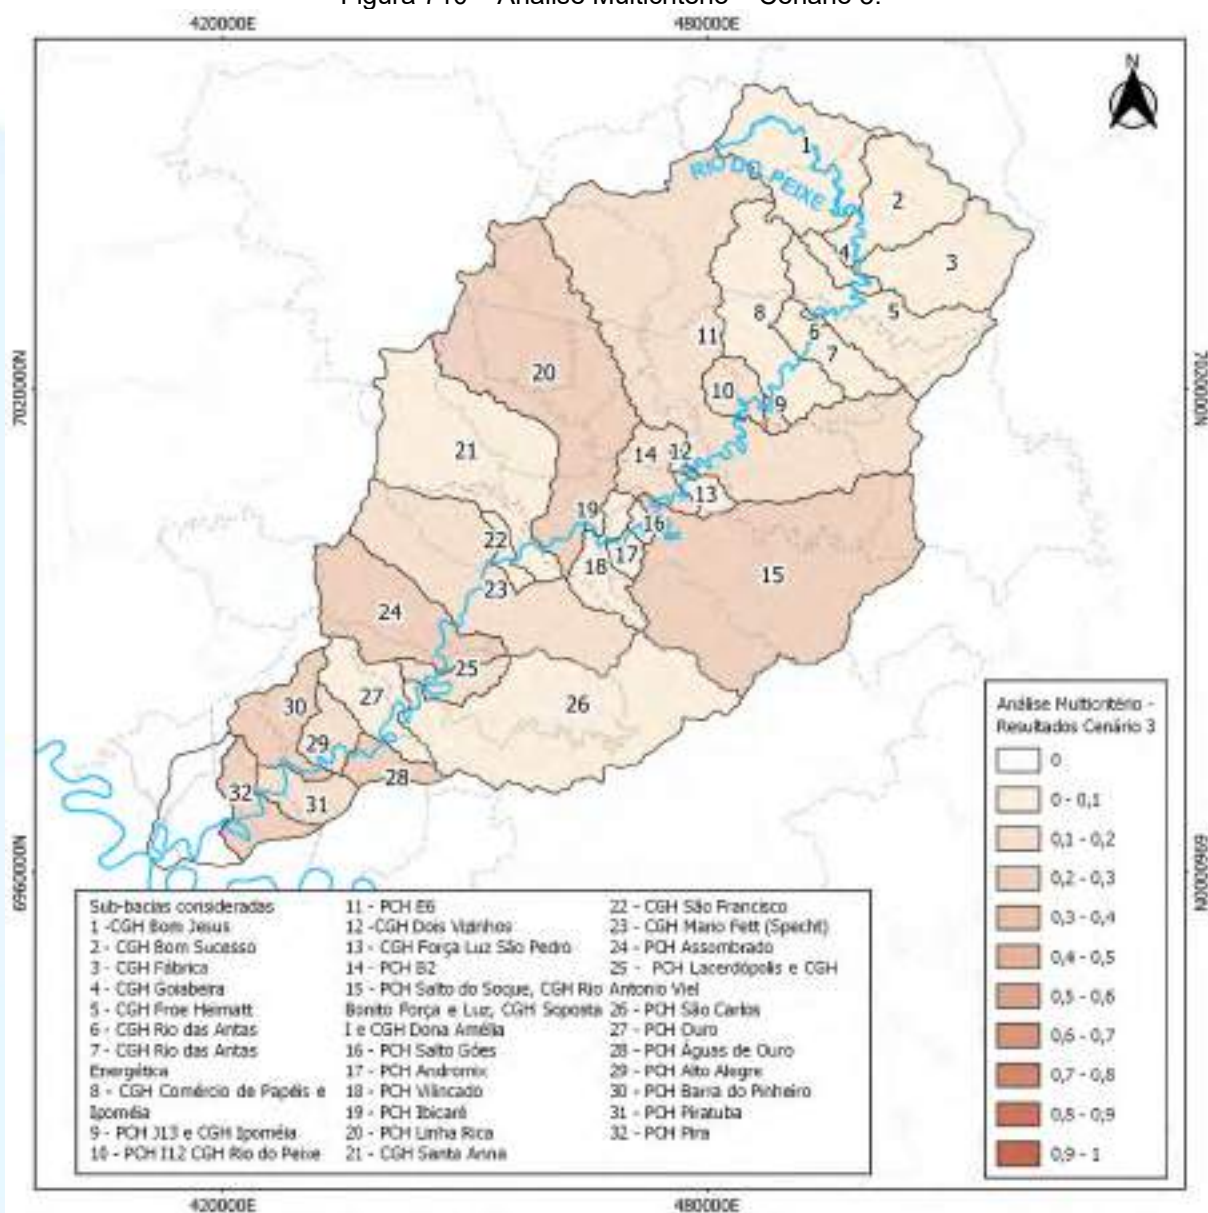 Figura 710 – Análise Multicritério – Cenário 3.
420000E
480000E
N
RIO DO PEIXE
7020000N
7020000N
6960000N
6960000N
1
2
3
4
5
6
7
8
9
10
11
12
13
14
15
16
17
18
19
20
21
22
23
24
25
26
27
28
29
30
31
32
Análise Multicritério -
Resultados Cenário 3
0
0 - 0,1
0,1 - 0,2
0,2 - 0,3
0,3 - 0,4
0,4 - 0,5
0,5 - 0,6
0,6 - 0,7
0,7 - 0,8
0,8 - 0,9
0,9 - 1
Sub-bacias consideradas
1 -CGH Bom Jesus
2 - CGH Bom Sucesso
3 - CGH Fábrica
4 - CGH Goiabeira
5 - CGH Froe Heimatt
6 - CGH Rio das Antas
7 - CGH Rio das Antas
Energética
8 - CGH Comércio de Papéis e
Ipoméia
9 - PCH J13 e CGH Ipoméia
10 - PCH I12 CGH Rio do Peixe
11 - PCH E6
12 -CGH Dois Vizinhos
13 - CGH Força Luz São Pedro
14 - PCH B2
15 - PCH Salto do Soque, CGH Rio
Bonito Força e Luz, CGH Soposta
I e CGH Dona Amélia
16 - PCH Salto Góes
17 - PCH Andromix
18 - PCH Vilincado
19 - PCH Ibicaré
20 - PCH Linha Rica
21 - CGH Santa Anna
22 - CGH São Francisco
23 - CGH Mario Fett (Specht)
24 - PCH Assombrado
25 - PCH Lacerdópolis e CGH
Antonio Viel
26 - PCH São Carlos
27 - PCH Ouro
28 - PCH Águas de Ouro
29 - PCH Alto Alegre
30 - PCH Barra do Pinheiro
31 - PCH Piratuba
32 - PCH Pira
420000E
480000E